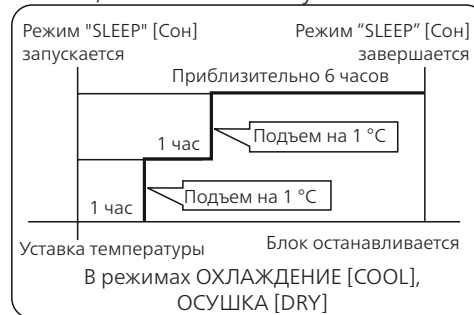 Режим "SLEEP" [Сон]
запускается
Режим “SLEEP” [Сон]
завершается
Приблизительно 6 часов
1 час
Подъем на 1 °C
Подъем на 1 °C
1 час
Уставка температуры
Блок останавливается
В режимах ОХЛАЖДЕНИЕ [COOL],
ОСУШКА [DRY]